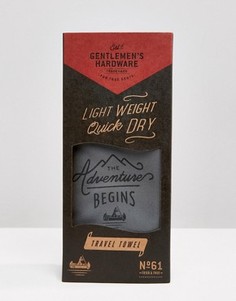 GENTLEMEN'S HARDWARE
LIGHT WEIGHT
Quick DRY
THE
Adventure
BEGINS
TRAVEL TOWEL
Nº61